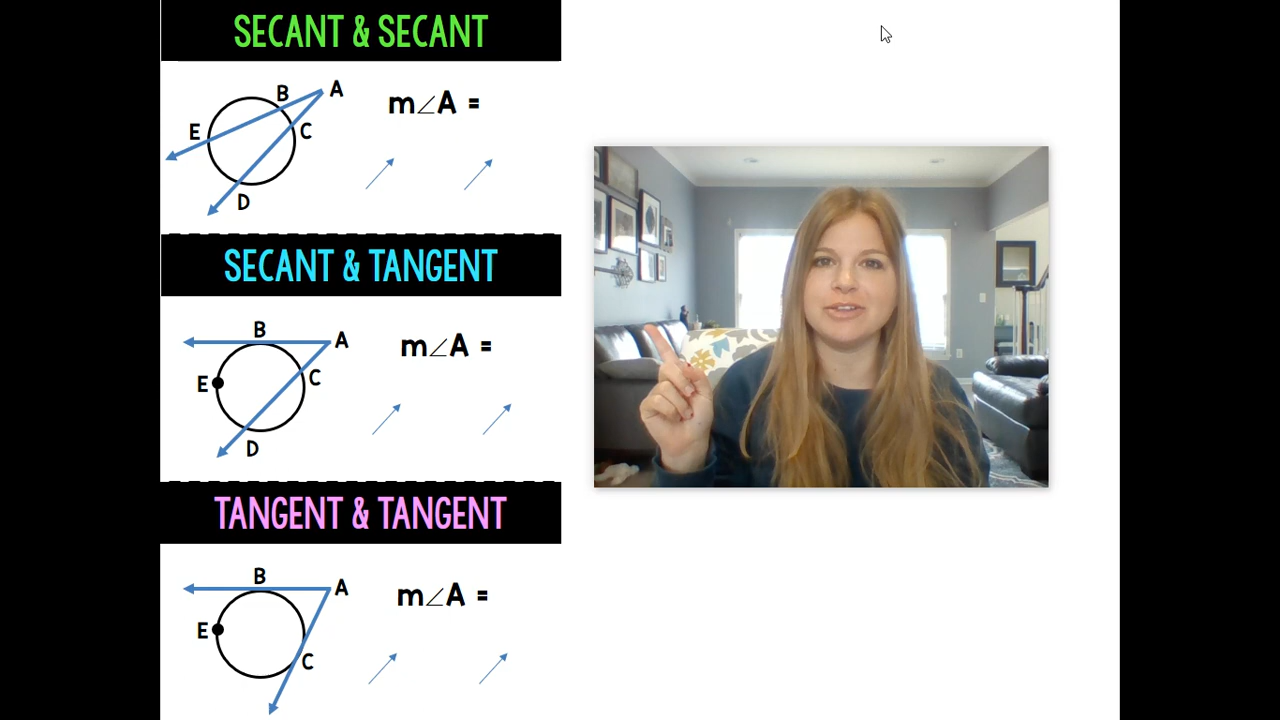 SECANT & SECANT
A
B
m∠A =
E
C
D
SECANT & TANGENT
B
A
m∠A =
C
E
D
TANGENT & TANGENT
B
A
m∠A =
E
C